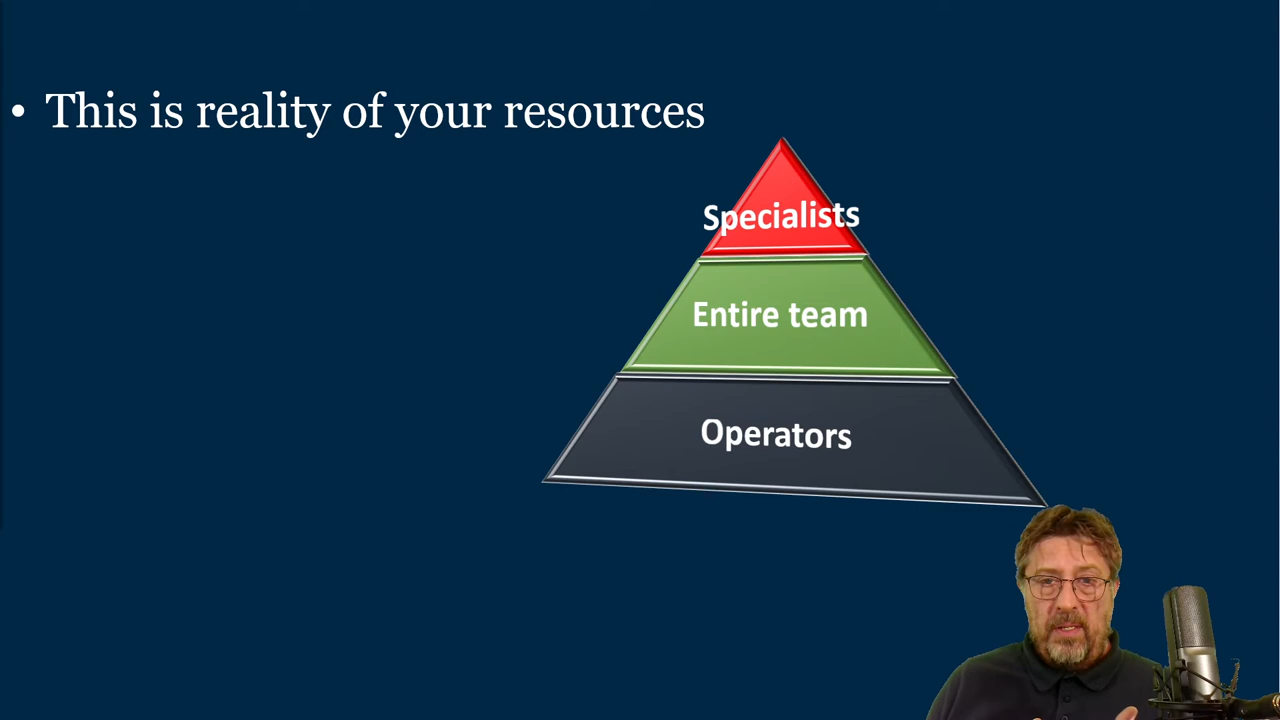 • This is reality of your resources
Specialists
Entire team
Operators